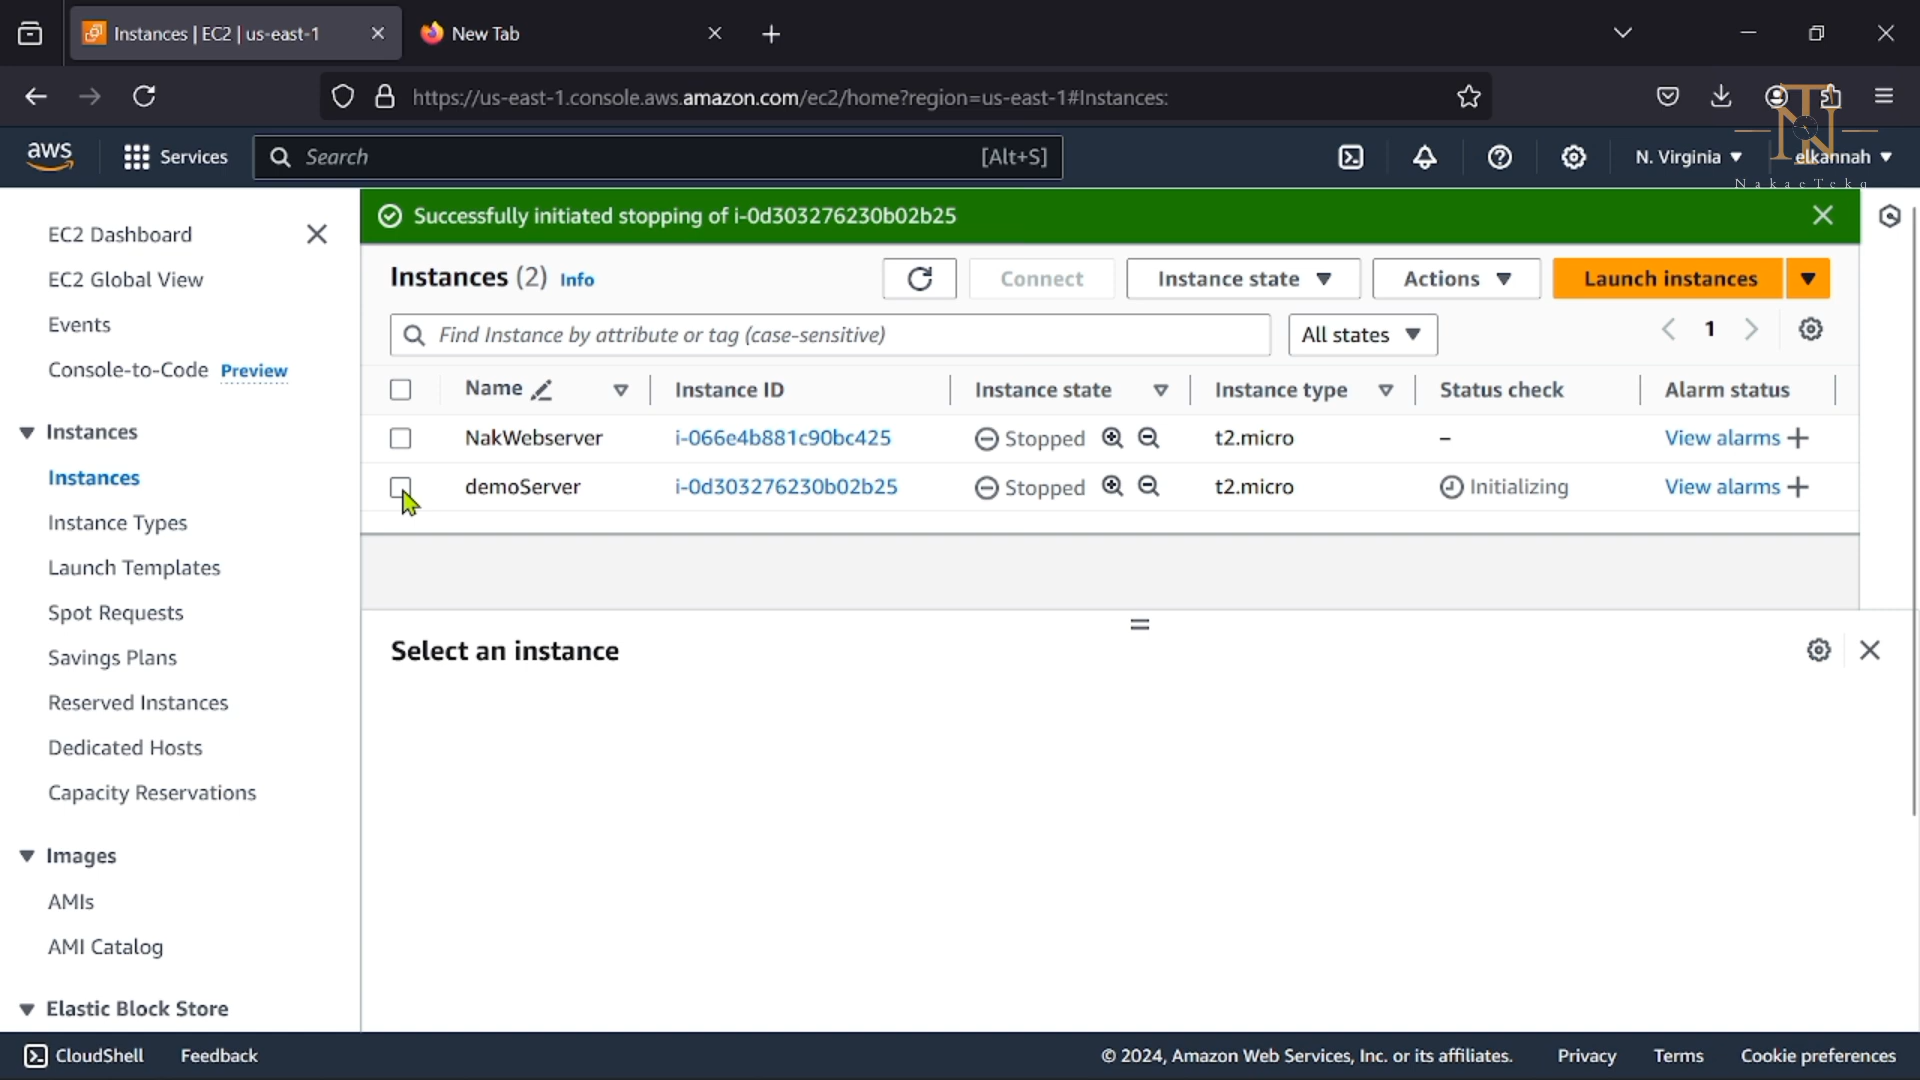 Instances | EC2 | us-east-1
New Tab
https://us-east-1.console.aws.amazon.com/ec2/home?region=us-east-1#Instances:
TN
aws
Services
Search
[Alt+S]
N. Virginia
elkannah
NakaeTekq
EC2 Dashboard
EC2 Global View
Events
Console-to-Code Preview
Instances
Instances
Instance Types
Launch Templates
Spot Requests
Savings Plans
Reserved Instances
Dedicated Hosts
Capacity Reservations
Images
AMIs
AMI Catalog
Elastic Block Store
Successfully initiated stopping of i-0d303276230b02b25
Instances (2) Info
Connect
Instance state
Actions
Launch instances
Find Instance by attribute or tag (case-sensitive)
All states
1
Name Instance ID Instance state Instance type Status check Alarm status
NakWebserver i-066e4b881c90bc425 Stopped t2.micro – View alarms +
demoServer i-0d303276230b02b25 Stopped t2.micro Initializing View alarms +
Select an instance
CloudShell
Feedback
© 2024, Amazon Web Services, Inc. or its affiliates.
Privacy
Terms
Cookie preferences